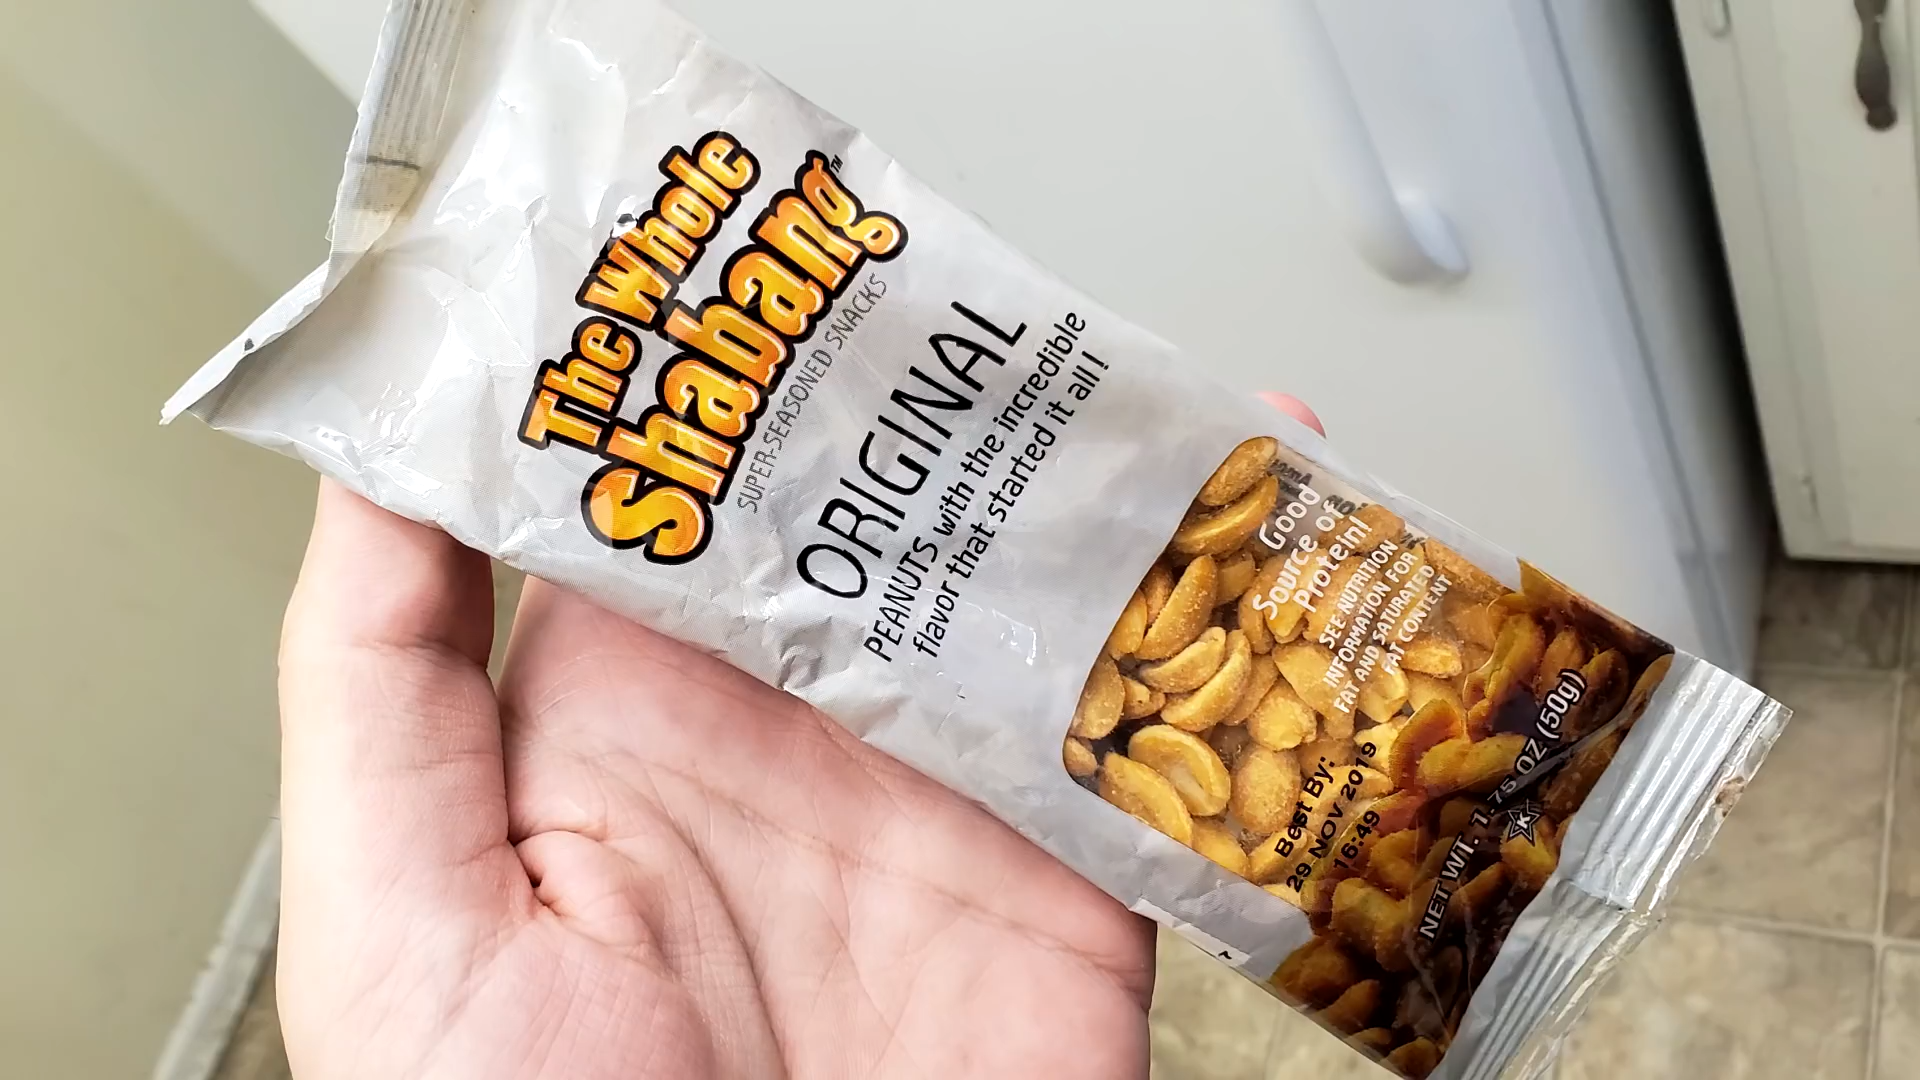 The Whole
Shabang™
SUPER-SEASONED SNACKS
ORIGINAL
PEANUTS with the incredible
flavor that started it all!
Good
Source of
Protein!
SEE NUTRITION
INFORMATION FOR
FAT AND SATURATED
FAT CONTENT
Best By:
29 NOV 2019
16:49
NET WT. 1.75 OZ (50g)
K